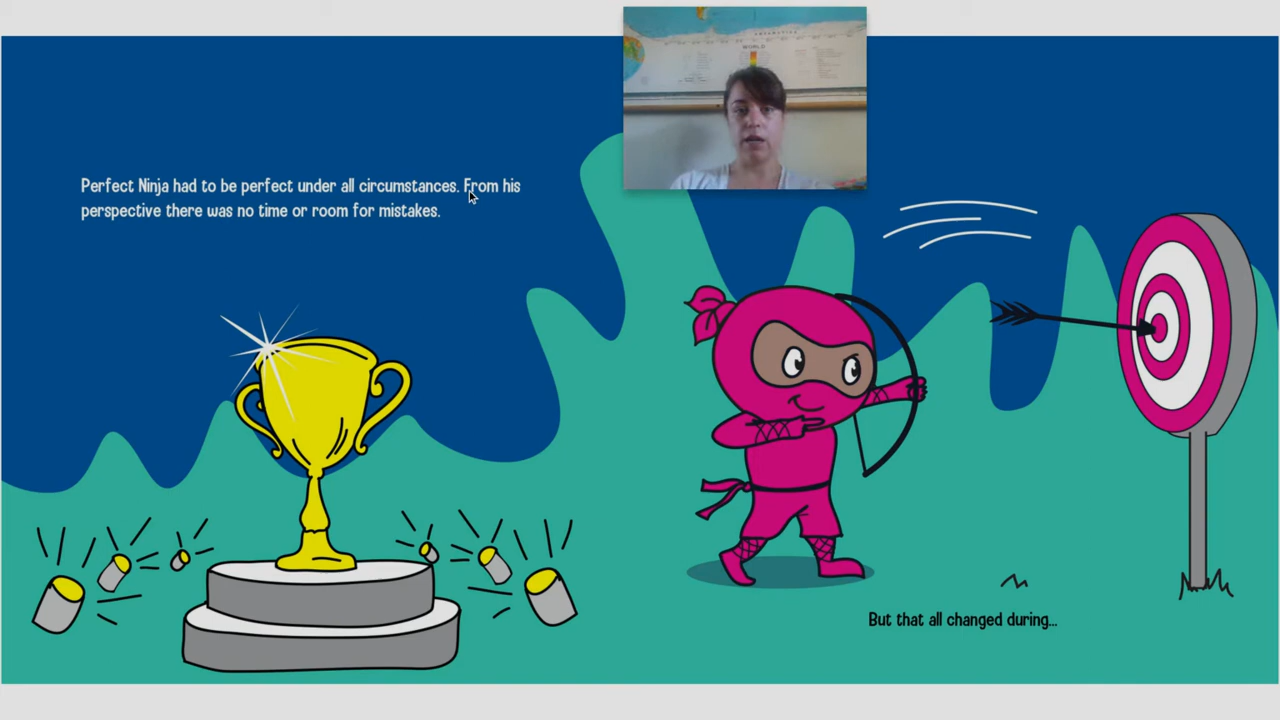 Perfect Ninja had to be perfect under all circumstances. From his
perspective there was no time or room for mistakes.
WORLD
But that all changed during...